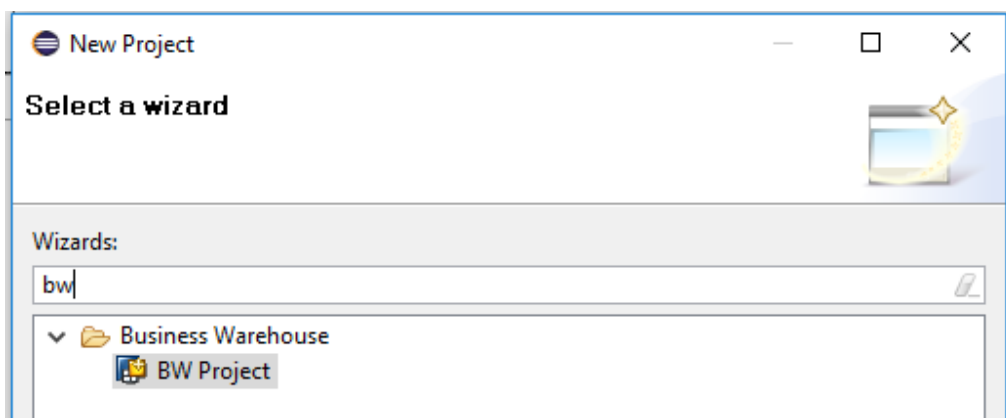 New Project
Select a wizard
Wizards:
bw
Business Warehouse
BW Project